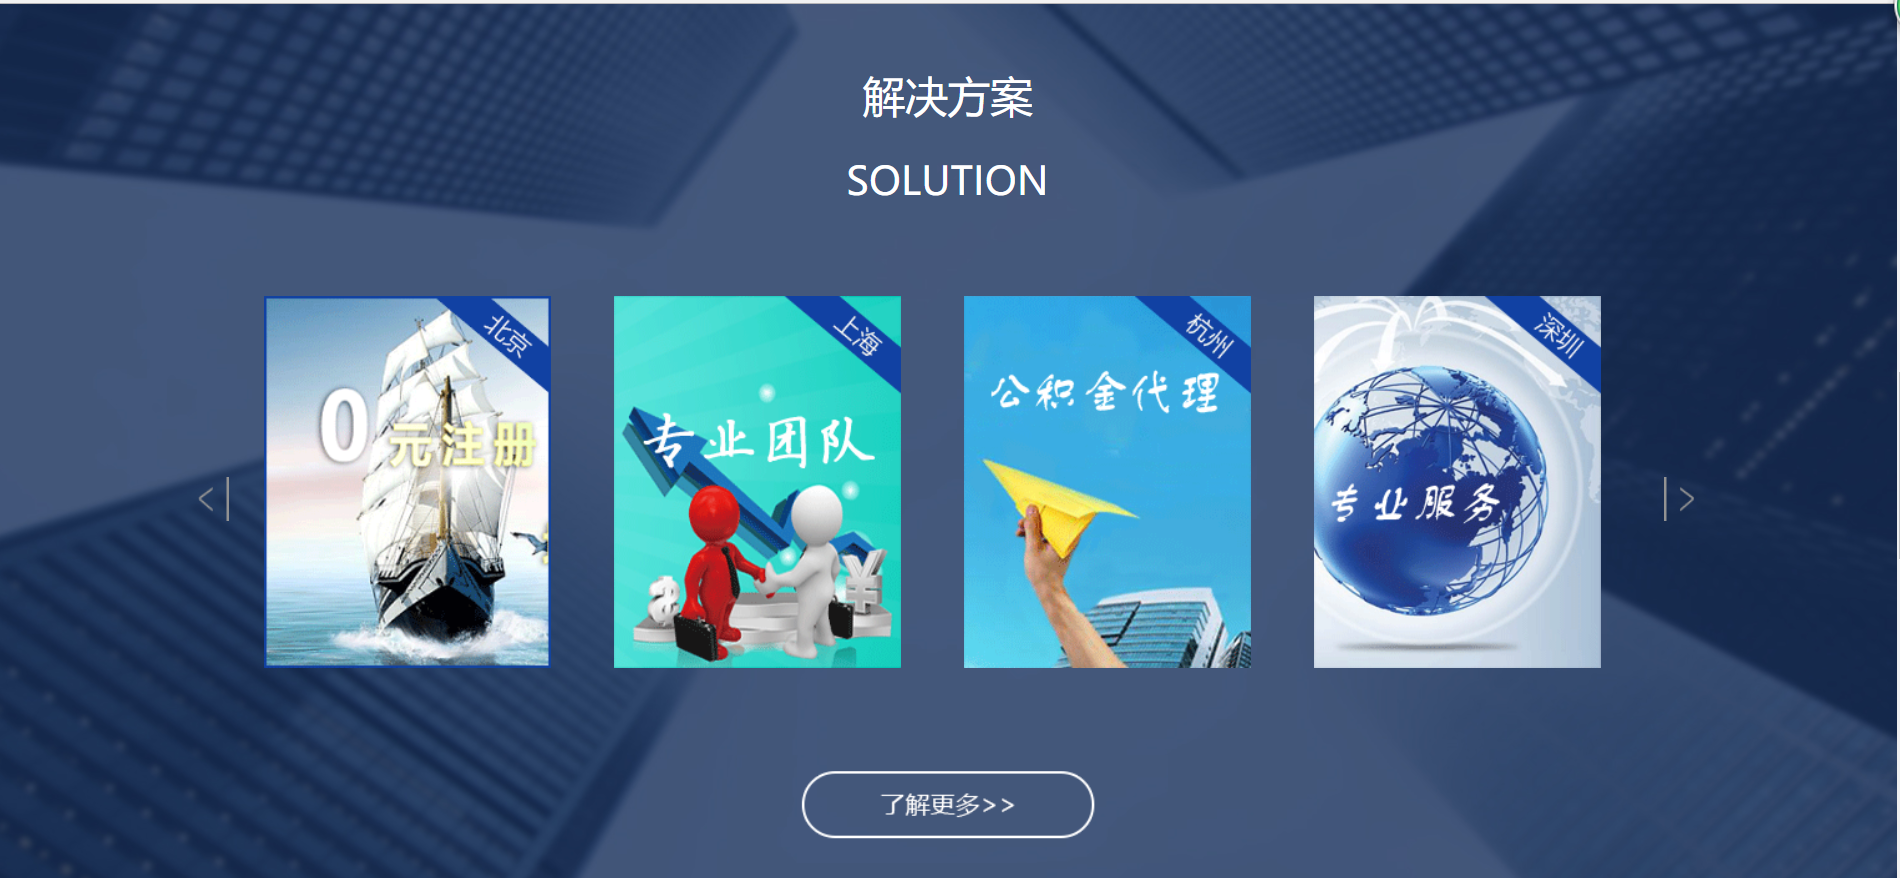 解决方案
SOLUTION
北京
0元注册
上海
专业团队
杭州
公积金代理
深圳
专业服务
< |
| >
了解更多>>